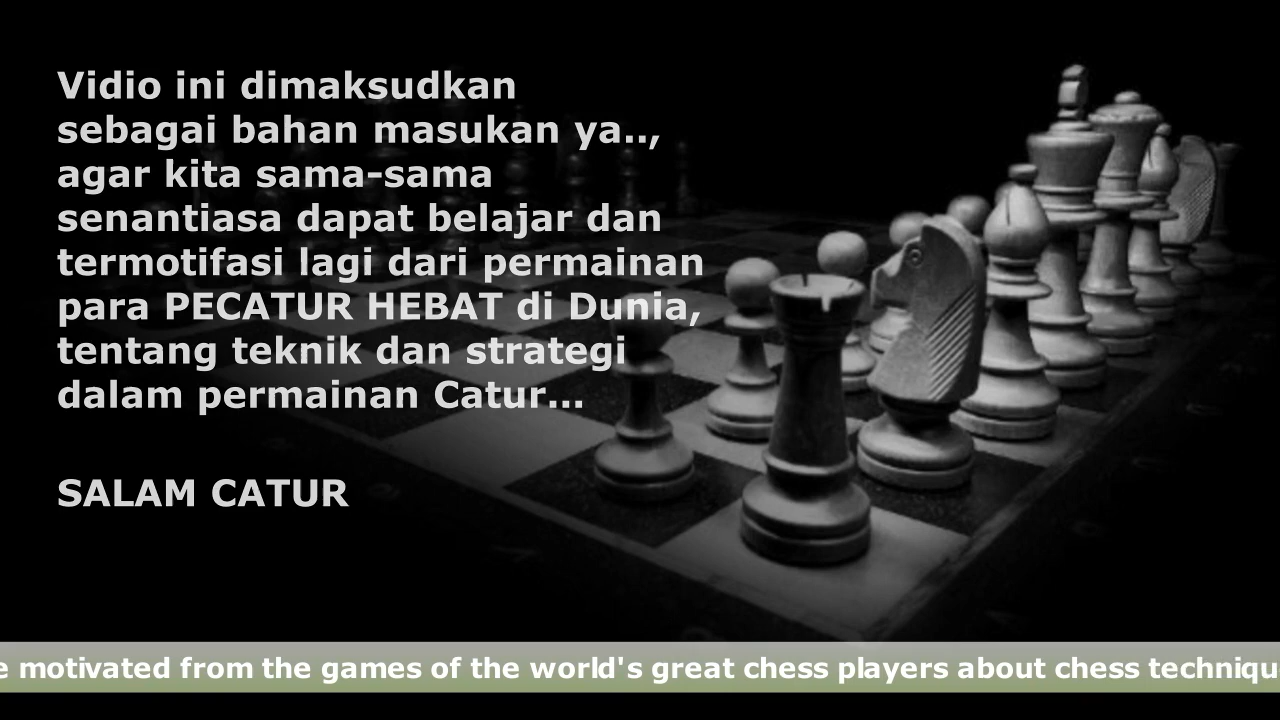 Vidio ini dimaksudkan
sebagai bahan masukan ya..,
agar kita sama-sama
senantiasa dapat belajar dan
termotifasi lagi dari permainan
para PECATUR HEBAT di Dunia,
tentang teknik dan strategi
dalam permainan Catur...
SALAM CATUR
motivated from the games of the world's great chess players about chess